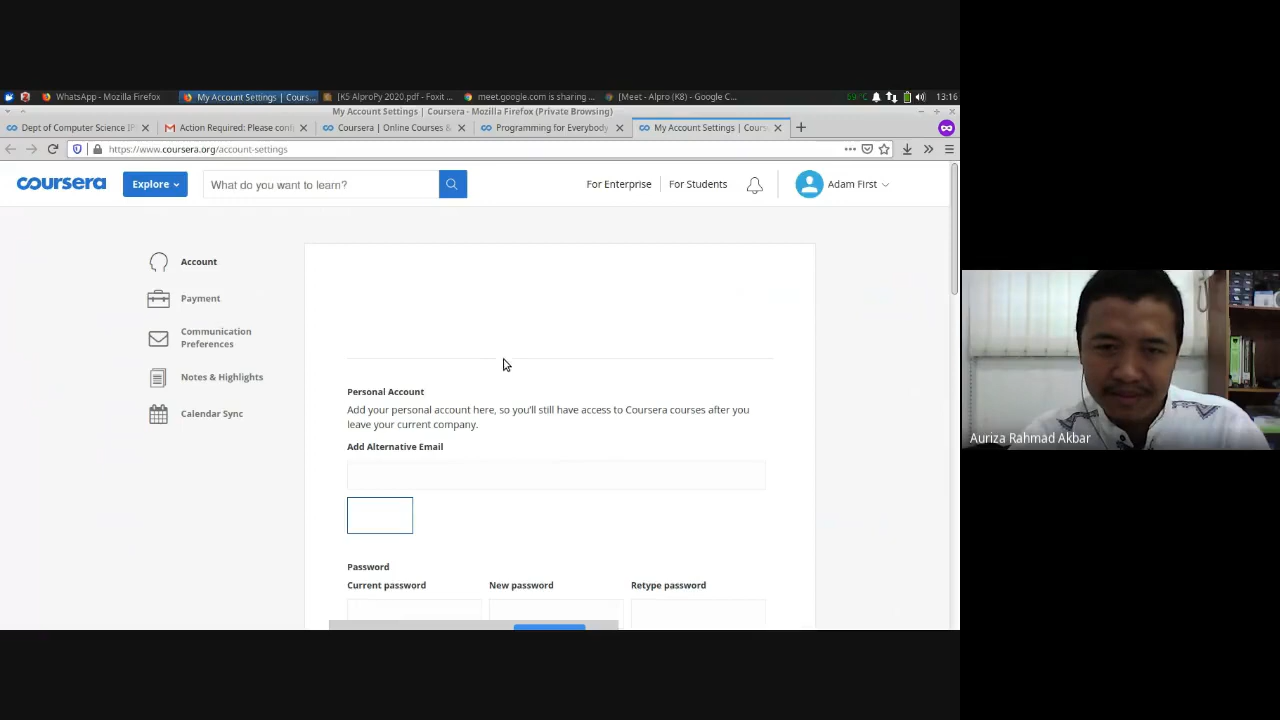 WhatsApp - Mozilla Firefox
My Account Settings | Cours...
[K5 AlproPy 2020.pdf - Foxit ...
meet.google.com is sharing ...
[Meet - Alpro (K8) - Google C...
13:16
My Account Settings | Coursera - Mozilla Firefox (Private Browsing)
Dept of Computer Science IP
Action Required: Please conf
Coursera | Online Courses &
Programming for Everybody
My Account Settings | Cours
https://www.coursera.org/account-settings
coursera
Explore
What do you want to learn?
For Enterprise
For Students
Adam First
Account
Payment
Communication
Preferences
Notes & Highlights
Calendar Sync
Personal Account
Add your personal account here, so you'll still have access to Coursera courses after you
leave your current company.
Add Alternative Email
Password
Current password
New password
Retype password
Auriza Rahmad Akbar